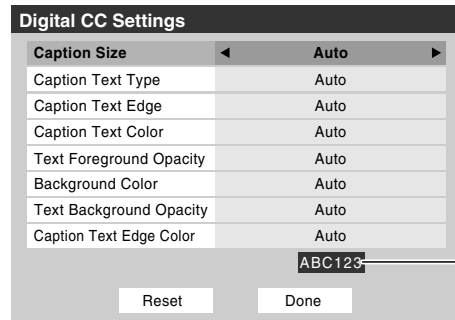 Digital CC Settings
Caption Size ◀ Auto ▶
Caption Text Type Auto
Caption Text Edge Auto
Caption Text Color Auto
Text Foreground Opacity Auto
Background Color Auto
Text Background Opacity Auto
Caption Text Edge Color Auto
ABC123
Reset Done